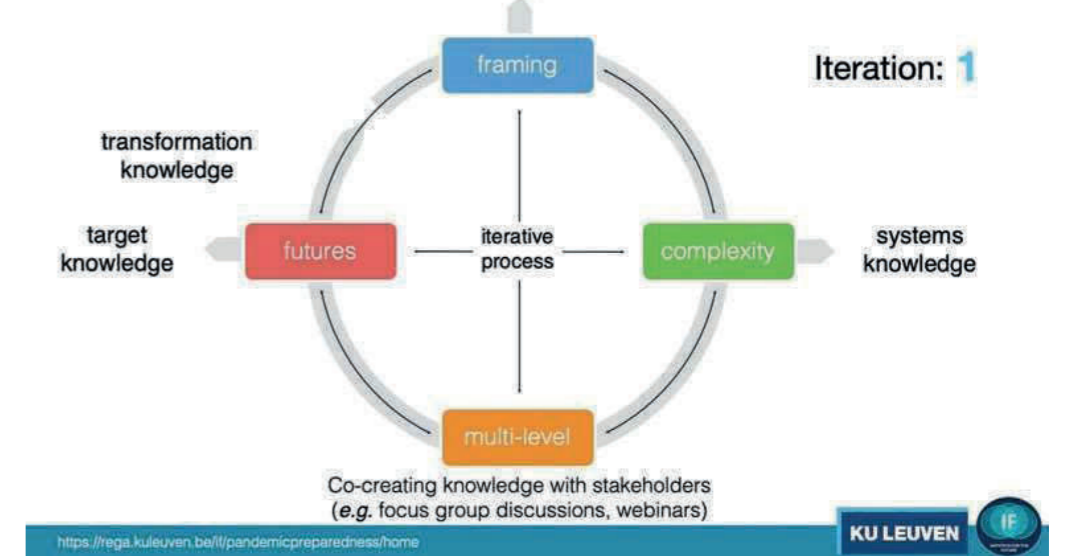 framing
Iteration: 1
transformation
knowledge
target
knowledge
futures
iterative
process
complexity
systems
knowledge
multi-level
Co-creating knowledge with stakeholders
(e.g. focus group discussions, webinars)
https://rega.kuleuven.be/if/pandemicpreparedness/home
KU LEUVEN
IF